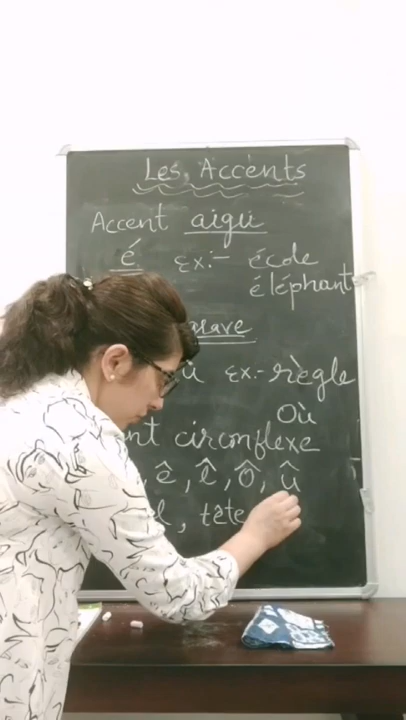 Les Accents
Accent aigu
é Ex:- école
éléphant
grave
ù Ex:- règle
Où
circonflexe
, ê, î, ô, û
, tête